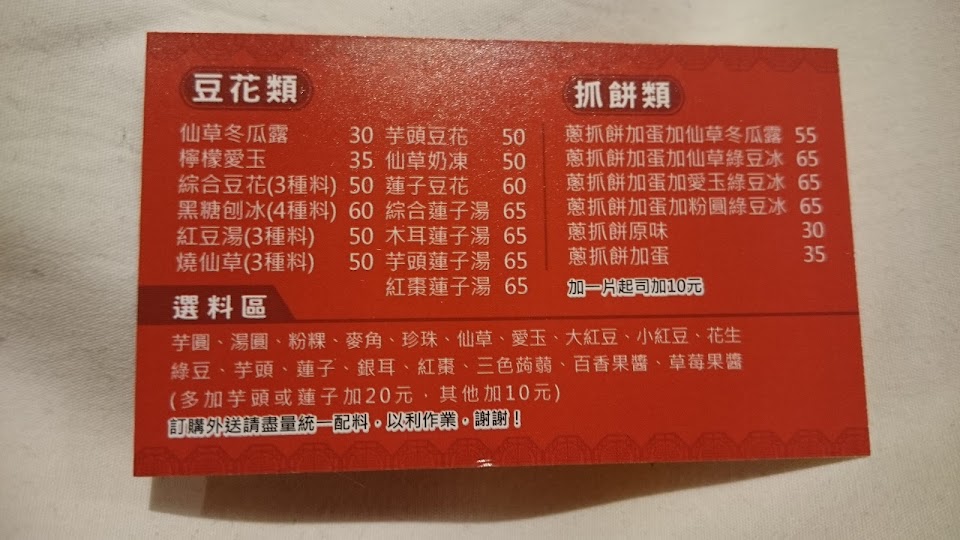 豆花類
仙草冬瓜露 30
檸檬愛玉 35
綜合豆花(3種料) 50
黑糖刨冰(4種料) 60
紅豆湯(3種料) 50
燒仙草(3種料) 50
芋頭豆花 50
仙草奶凍 50
蓮子豆花 60
綜合蓮子湯 65
木耳蓮子湯 65
芋頭蓮子湯 65
紅棗蓮子湯 65
抓餅類
蔥抓餅加蛋加仙草冬瓜露 55
蔥抓餅加蛋加仙草綠豆冰 65
蔥抓餅加蛋加愛玉綠豆冰 65
蔥抓餅加蛋加粉圓綠豆冰 65
蔥抓餅原味 30
蔥抓餅加蛋 35
加一片起司加10元
選料區
芋圓、湯圓、粉粿、麥角、珍珠、仙草、愛玉、大紅豆、小紅豆、花生
綠豆、芋頭、蓮子、銀耳、紅棗、三色蒟蒻、百香果醬、草莓果醬
(多加芋頭或蓮子加20元，其他加10元)
訂購外送請盡量統一配料，以利作業，謝謝！